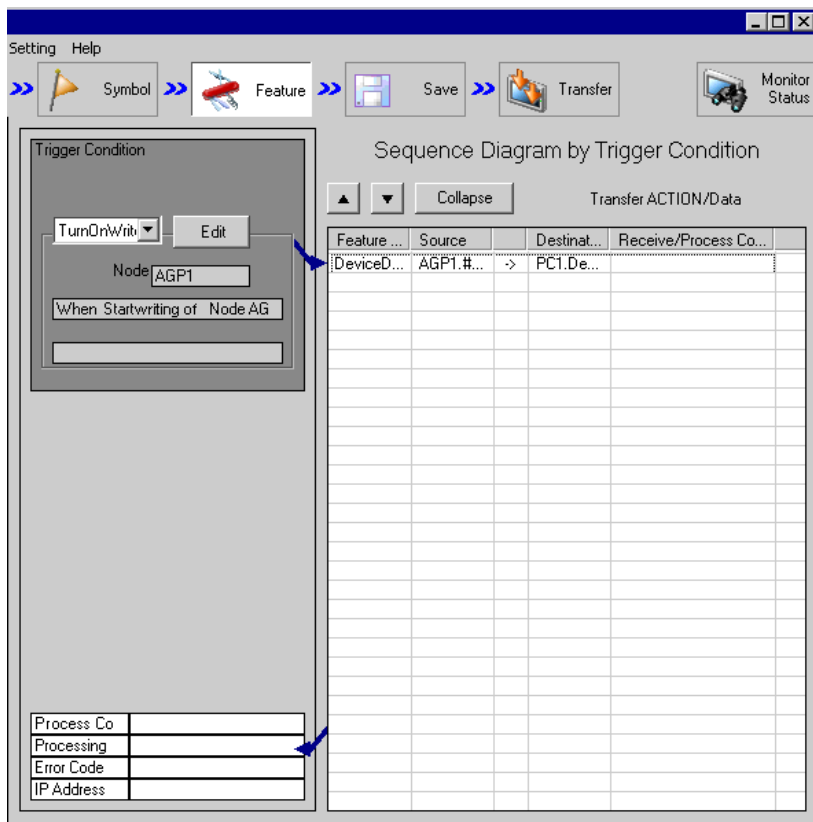 Setting Help
Symbol Feature Save Transfer Monitor Status
Trigger Condition
Sequence Diagram by Trigger Condition
Collapse Transfer ACTION/Data
TurnOnWrit Edit
Feature ... Source Destinat... Receive/Process Co...
DeviceD... AGP1.#... -> PC1.De...
Node AGP1
When Startwriting of Node AG
Process Co
Processing
Error Code
IP Address